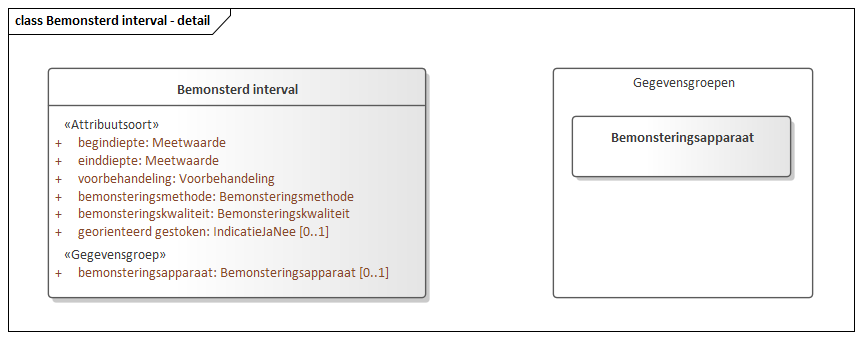 class Bemonsterd interval - detail
Bemonsterd interval
«Attribuutsoort»
+ begindiepte: Meetwaarde
+ einddiepte: Meetwaarde
+ voorbehandeling: Voorbehandeling
+ bemonsteringsmethode: Bemonsteringsmethode
+ bemonsteringskwaliteit: Bemonsteringskwaliteit
+ georienteerd gestoken: IndicatieJaNee [0..1]
«Gegevensgroep»
+ bemonsteringsapparaat: Bemonsteringsapparaat [0..1]
Gegevensgroepen
Bemonsteringsapparaat